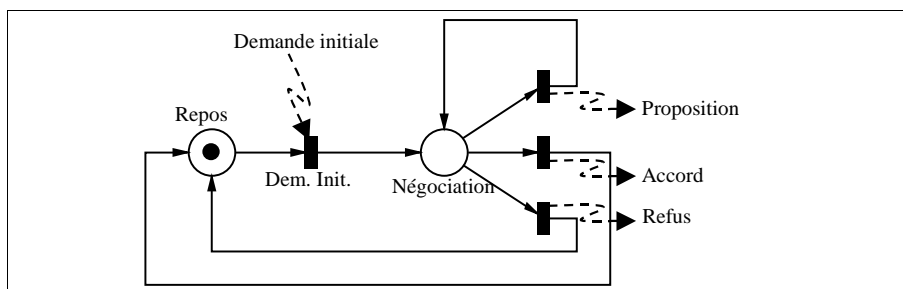 Demande initiale
Repos
Proposition
Dem. Init.
Négociation
Accord
Refus